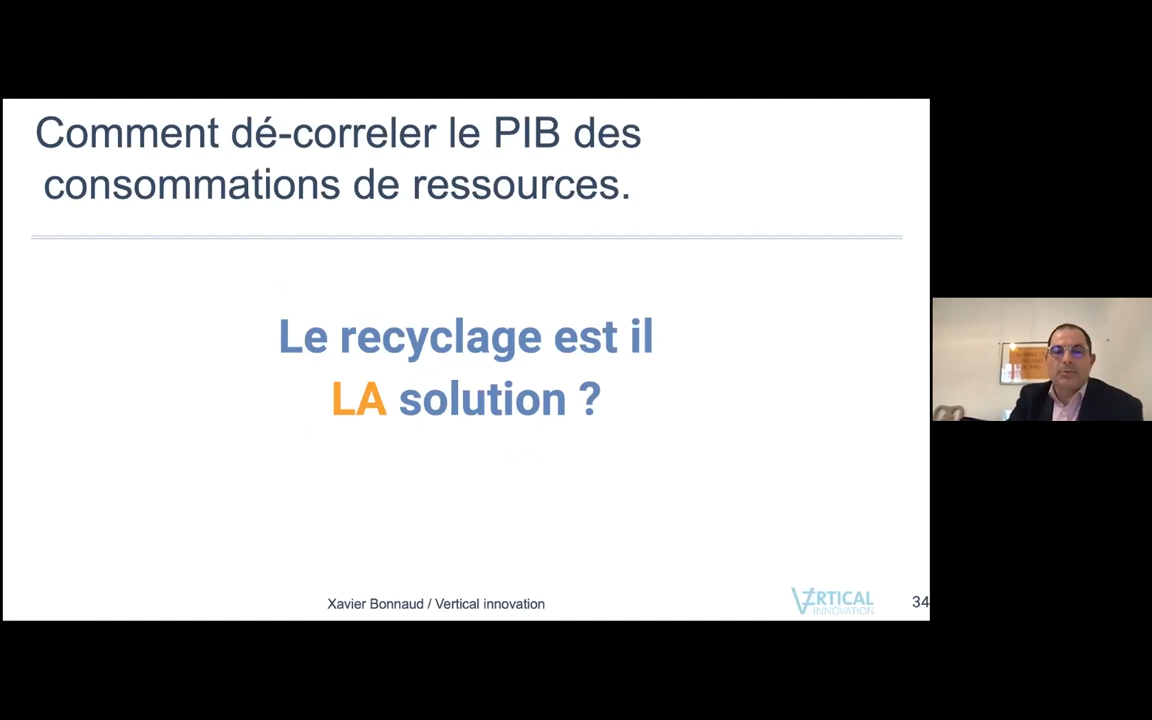 Comment dé-correler le PIB des
consommations de ressources.
Le recyclage est il
LA solution ?
Xavier Bonnaud / Vertical innovation
VERTICAL
INNOVATION
34